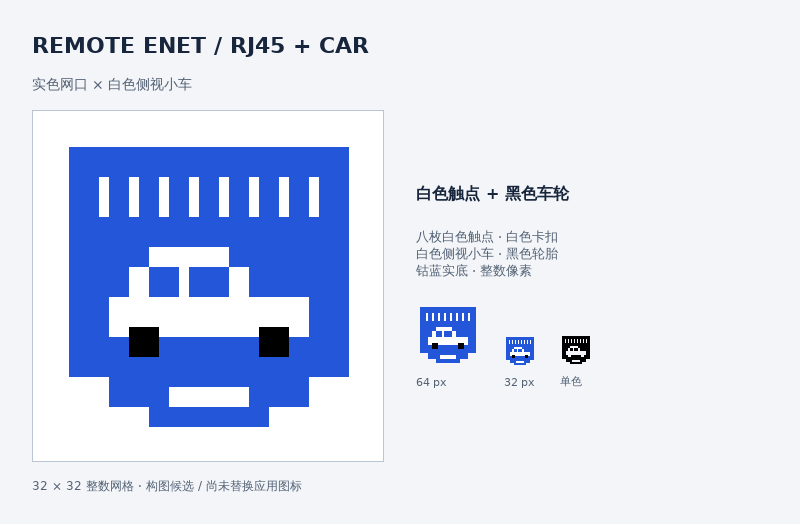 REMOTE ENET / RJ45 + CAR
实色网口 × 白色侧视小车
白色触点 + 黑色车轮
八枚白色触点 · 白色卡扣
白色侧视小车 · 黑色轮胎
钴蓝实底 · 整数像素
64 px
32 px
单色
32 × 32 整数网格 · 构图候选 / 尚未替换应用图标